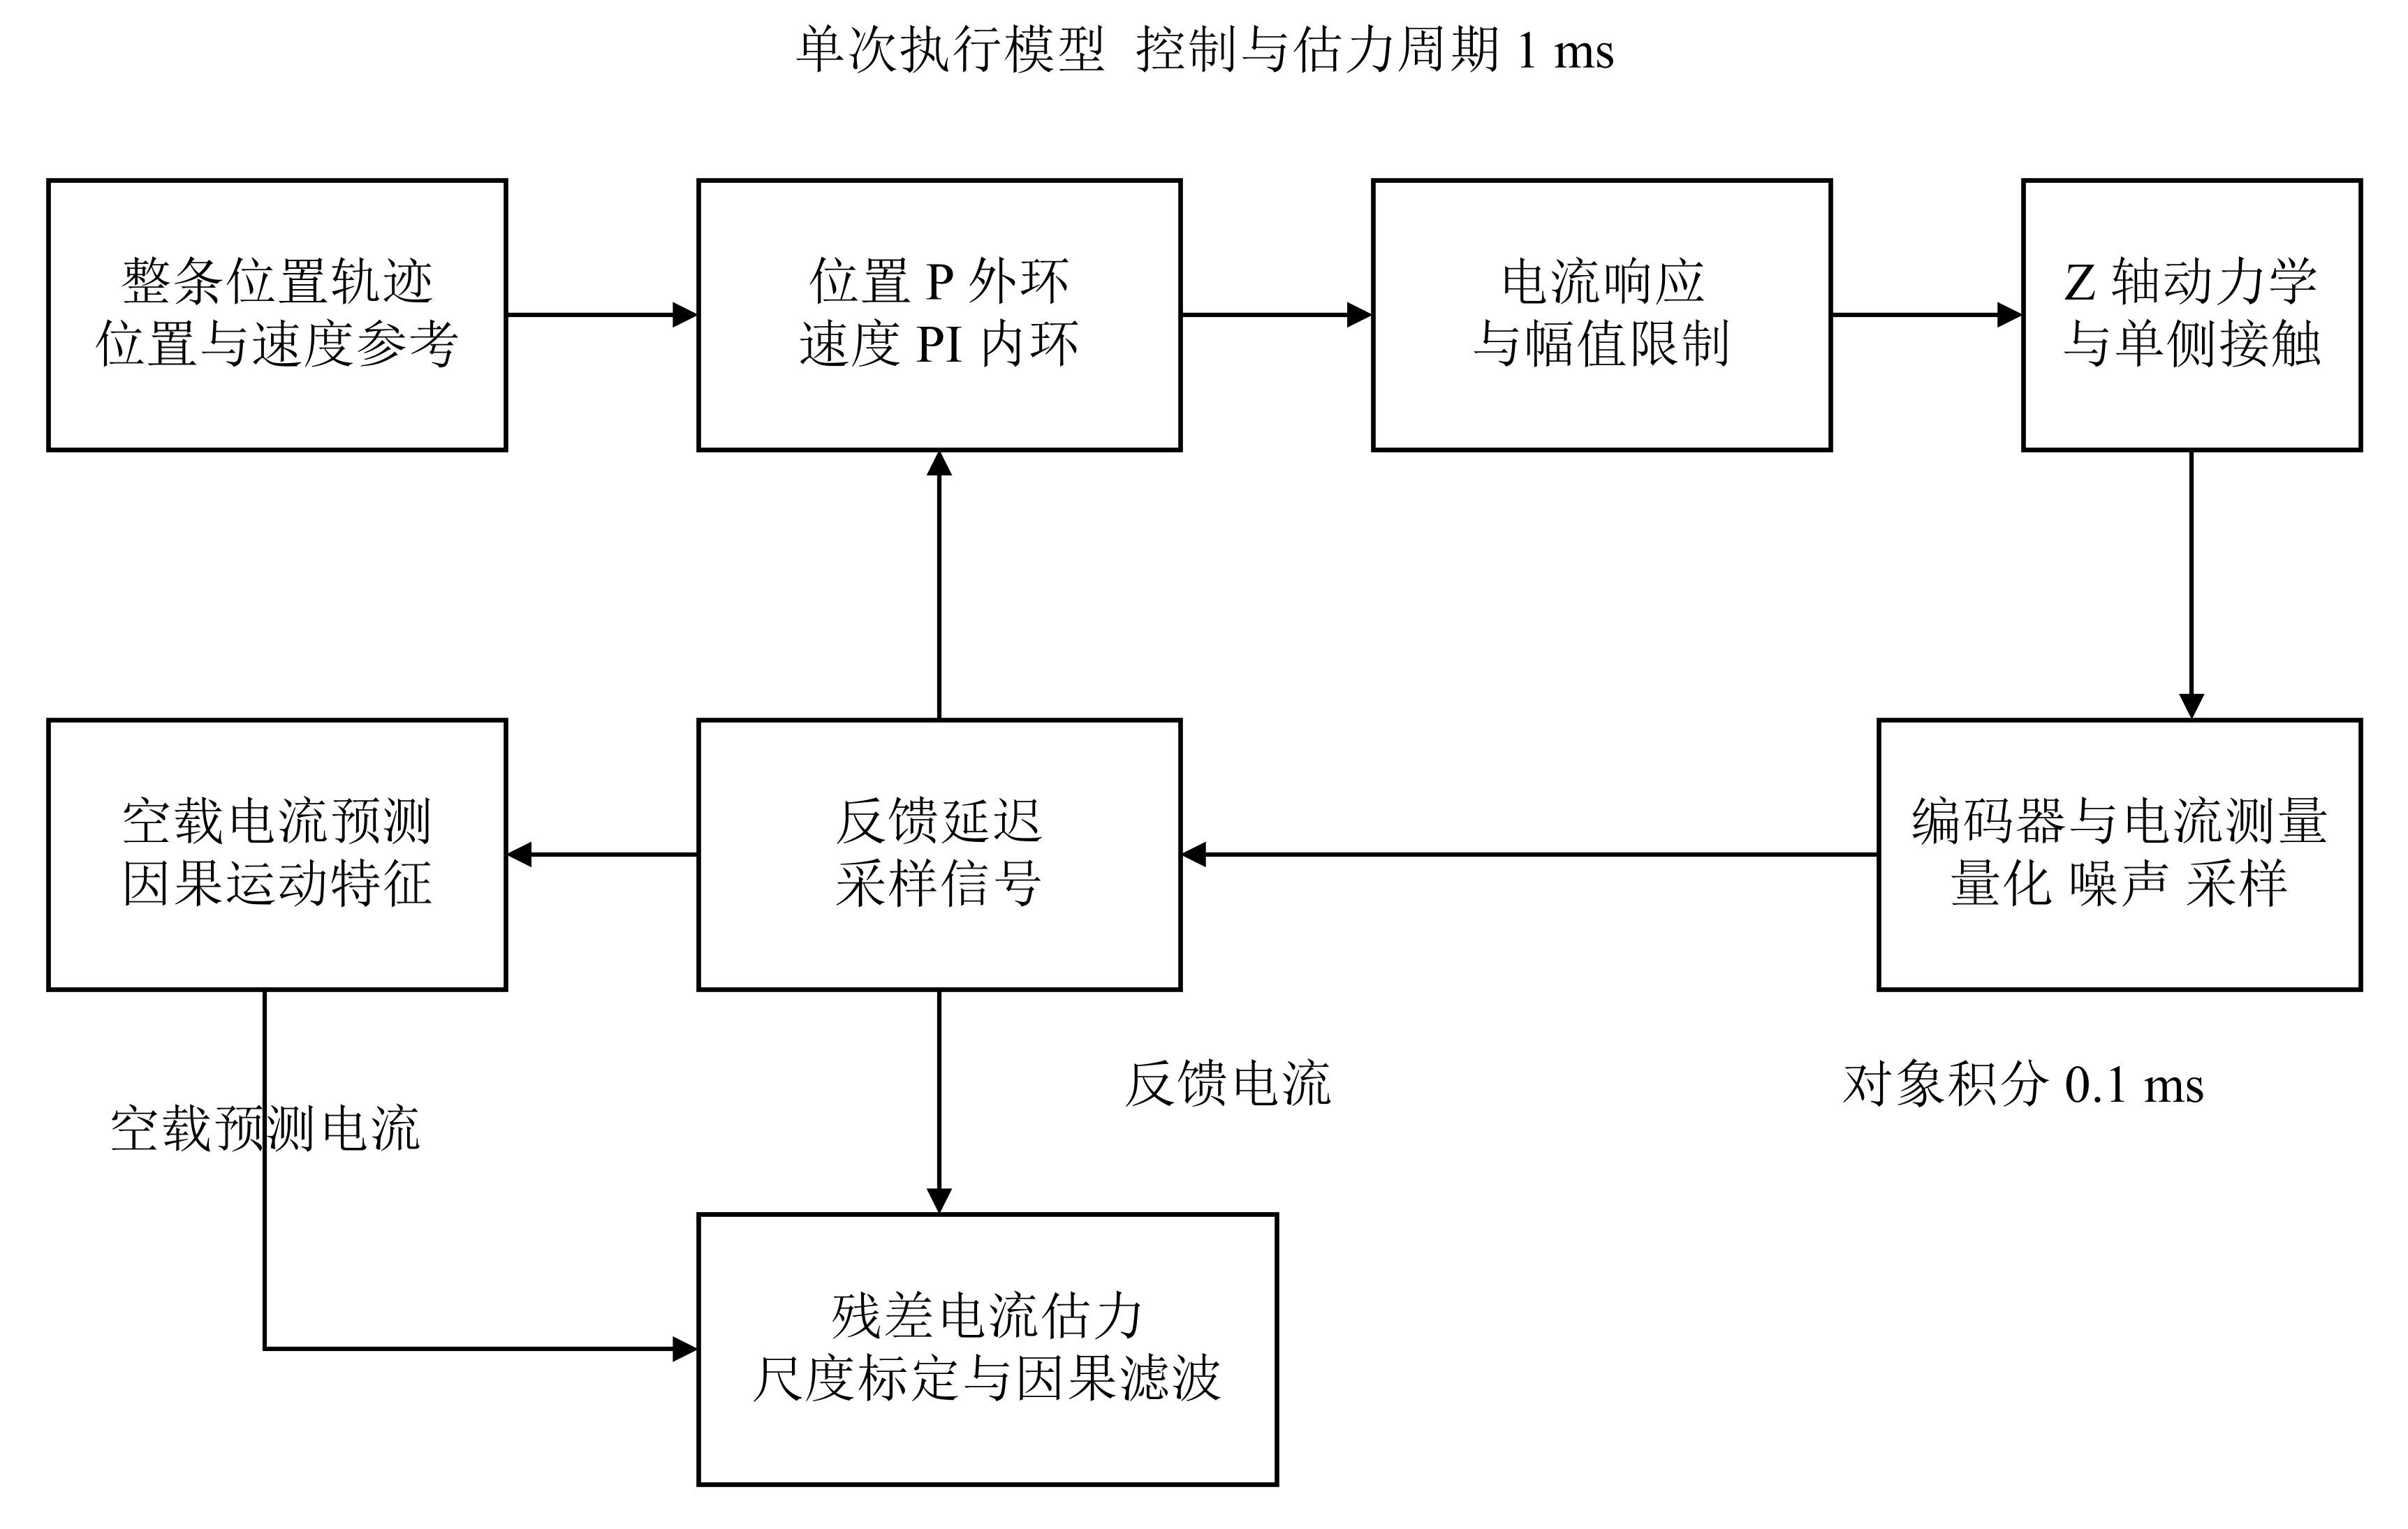 单次执行模型 控制与估力周期 1 ms
整条位置轨迹
位置与速度参考
位置 P 外环
速度 PI 内环
电流响应
与幅值限制
Z 轴动力学
与单侧接触
空载电流预测
因果运动特征
反馈延迟
采样信号
编码器与电流测量
量化 噪声 采样
反馈电流
对象积分 0.1 ms
空载预测电流
残差电流估力
尺度标定与因果滤波